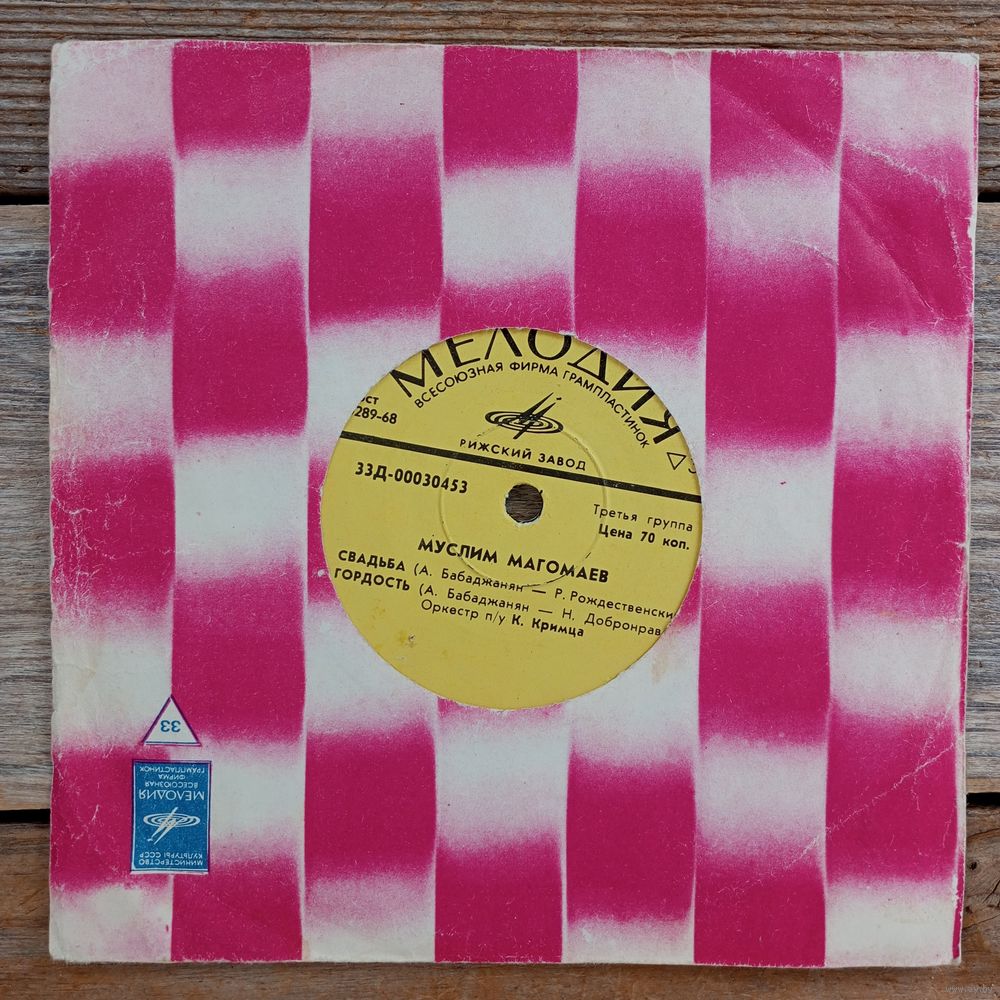 МЕЛОДИЯ
ВСЕСОЮЗНАЯ ФИРМА ГРАМПЛАСТИНОК
289-68
РИЖСКИЙ ЗАВОД
33Д-00030453
Третья группа
Цена 70 коп.
МУСЛИМ МАГОМАЕВ
СВАДЬБА (А. Бабаджанян — Р. Рождественски
ГОРДОСТЬ (А. Бабаджанян — Н. Добронрав
Оркестр п/у К. Кримца
33
МИНИСТЕРСТВО
КУЛЬТУРЫ СССР
МЕЛОДИЯ
ВСЕСОЮЗНАЯ
ФИРМА
ГРАМПЛАСТИНОК